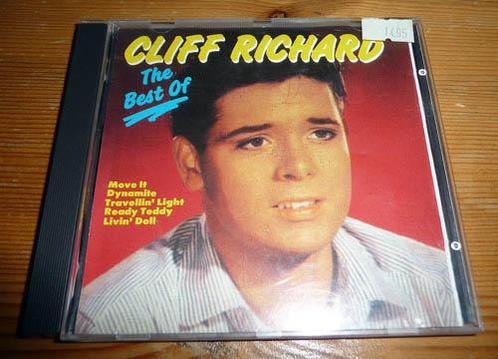 CLIFF RICHARD
The
Best Of
Move It
Dynamite
Travellin' Light
Ready Teddy
Livin' Doll